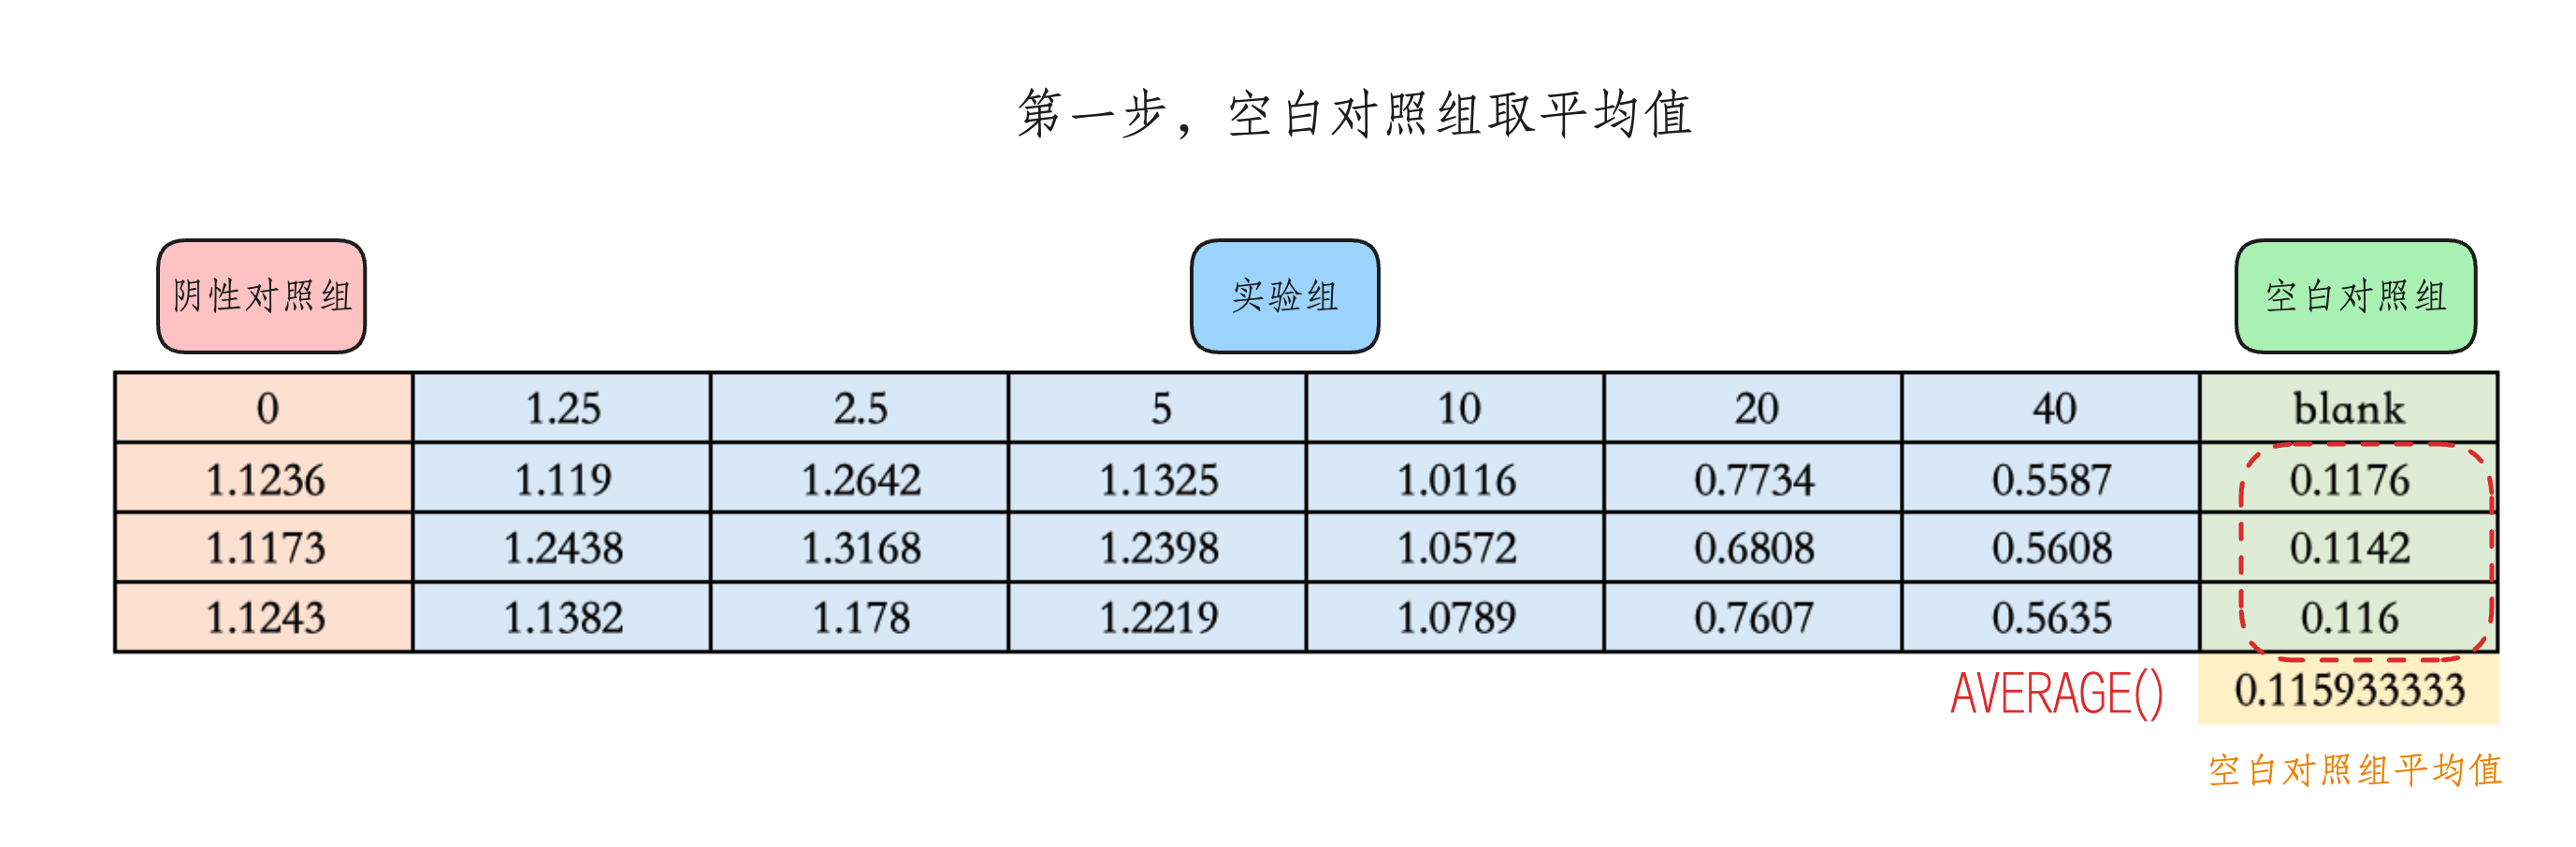 第一步，空白对照组取平均值
阴性对照组 实验组 空白对照组
0 1.25 2.5 5 10 20 40 blank
1.1236 1.119 1.2642 1.1325 1.0116 0.7734 0.5587 0.1176
1.1173 1.2438 1.3168 1.2398 1.0572 0.6808 0.5608 0.1142
1.1243 1.1382 1.178 1.2219 1.0789 0.7607 0.5635 0.116
AVERAGE() 0.115933333
空白对照组平均值